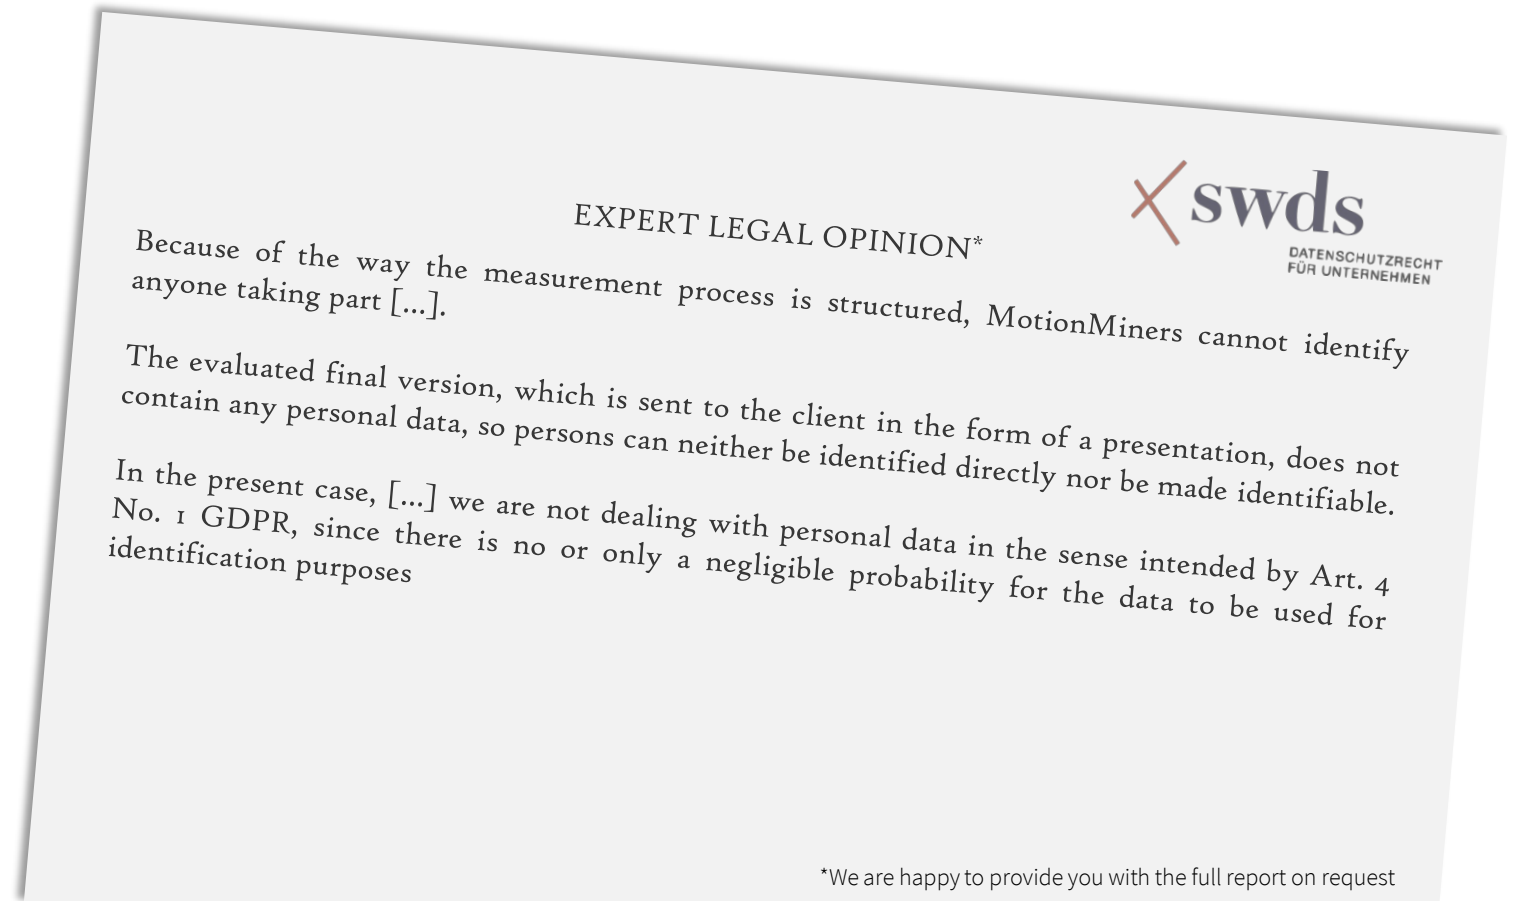 swds
DATENSCHUTZRECHT
FÜR UNTERNEHMEN
EXPERT LEGAL OPINION*
Because of the way the measurement process is structured, MotionMiners cannot identify
anyone taking part [...].
The evaluated final version, which is sent to the client in the form of a presentation, does not
contain any personal data, so persons can neither be identified directly nor be made identifiable.
In the present case, [...] we are not dealing with personal data in the sense intended by Art. 4
No. 1 GDPR, since there is no or only a negligible probability for the data to be used for
identification purposes
*We are happy to provide you with the full report on request